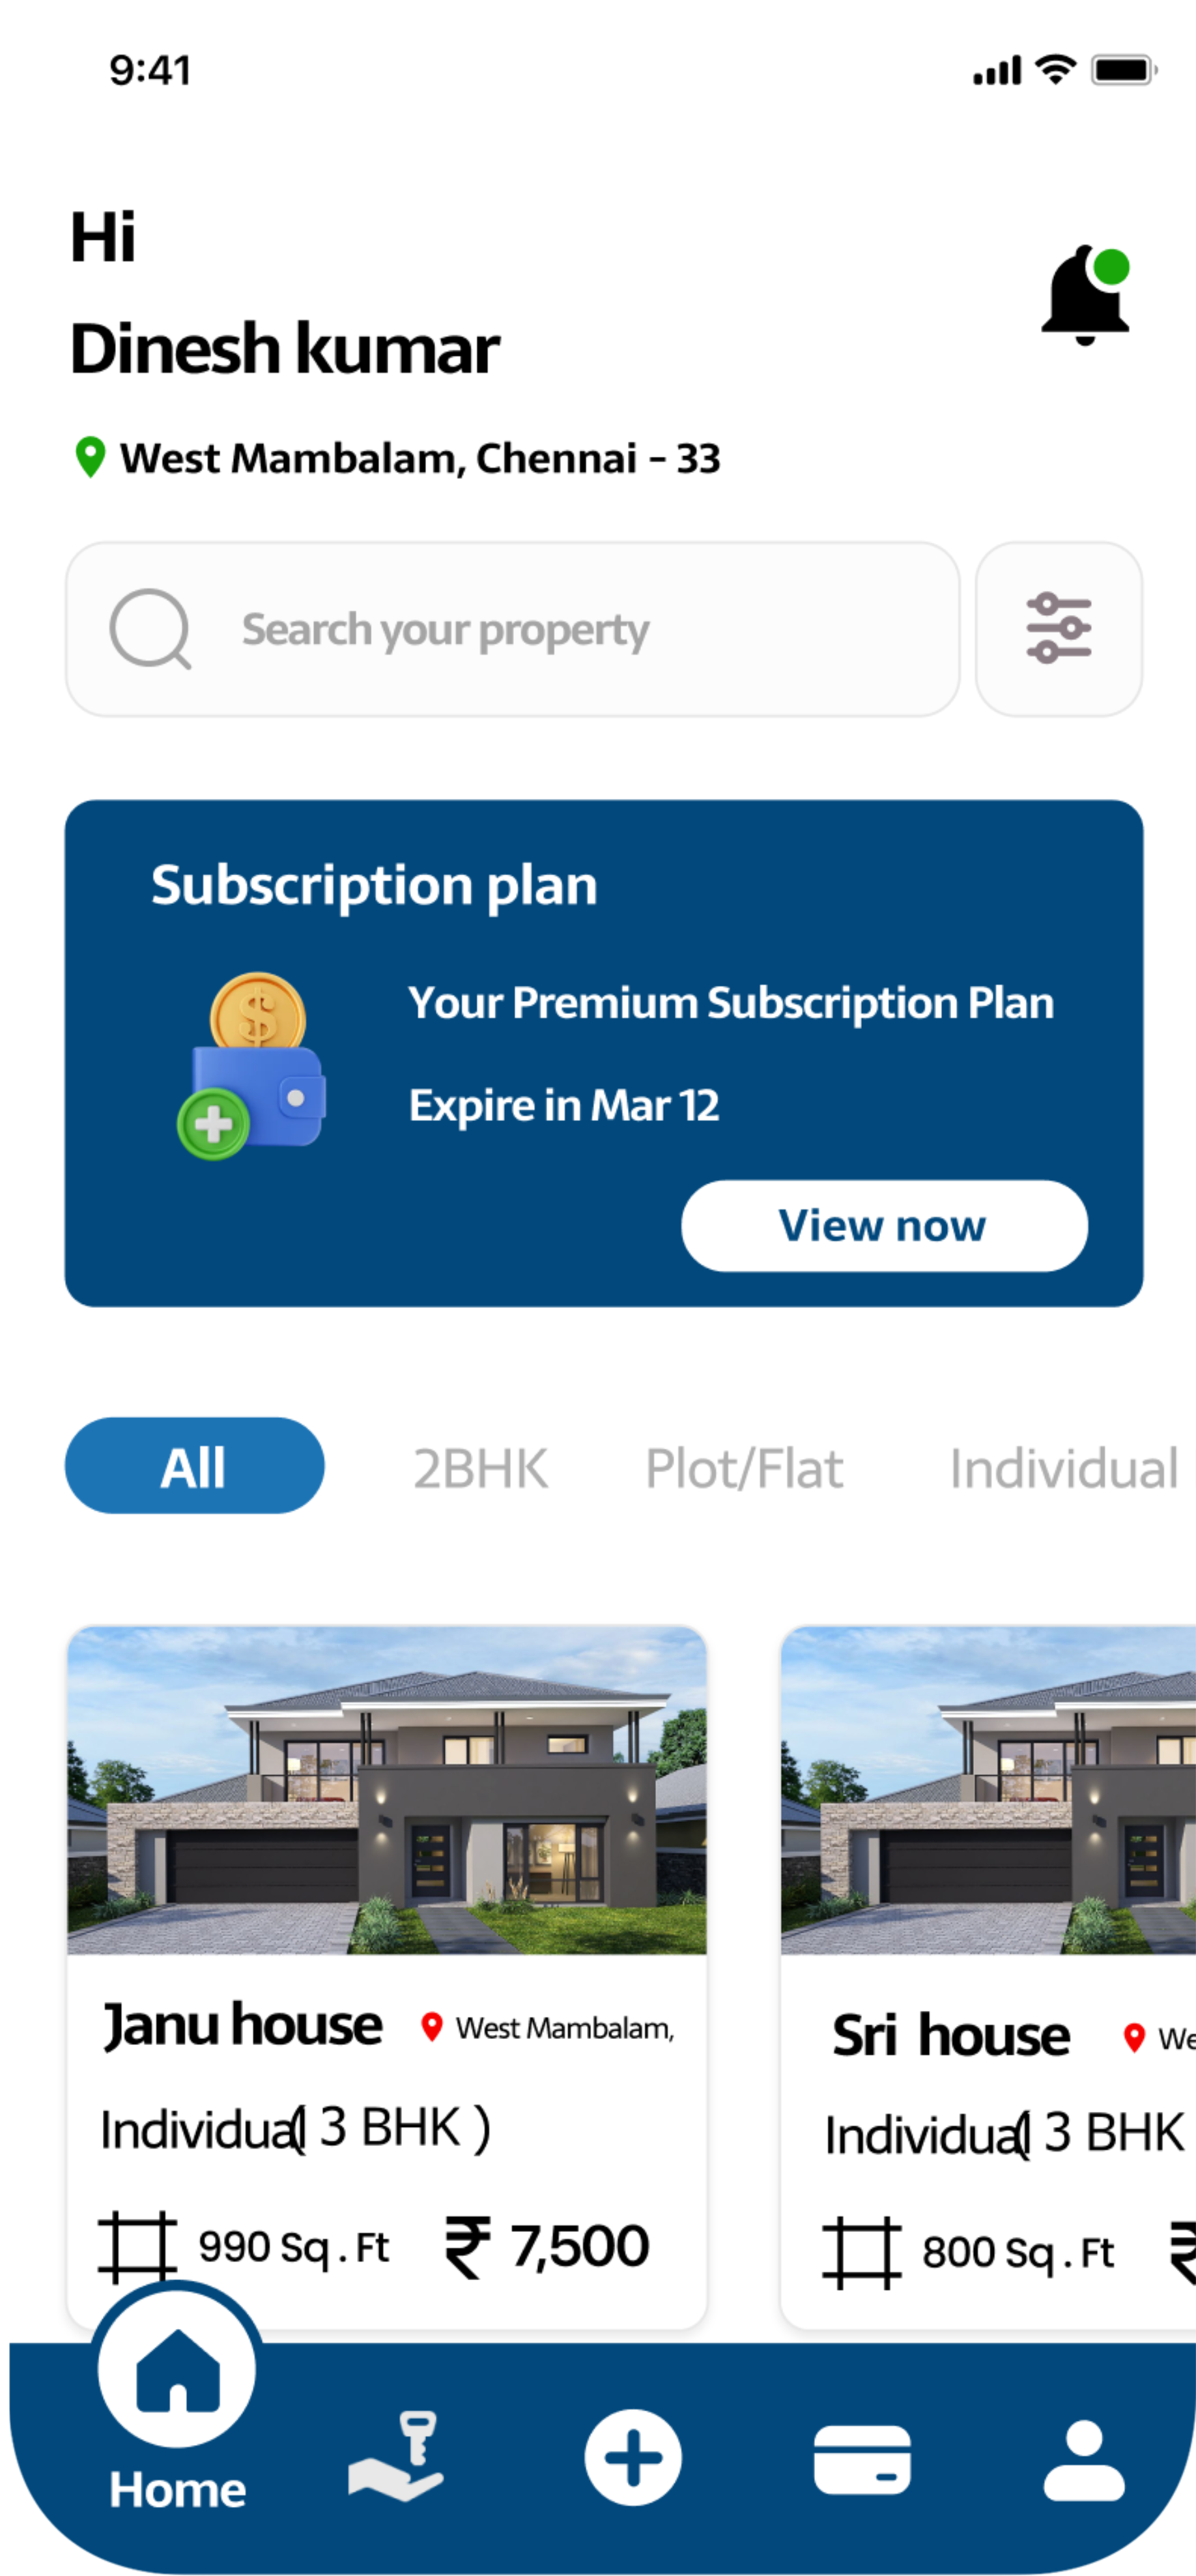 9:41
Hi
Dinesh kumar
West Mambalam, Chennai - 33
Search your property
Subscription plan
Your Premium Subscription Plan
Expire in Mar 12
View now
All 2BHK Plot/Flat Individual
Janu house West Mambalam,
Individual ( 3 BHK )
990 Sq . Ft ₹ 7,500
Sri house We
Individual ( 3 BHK
800 Sq . Ft ₹
Home